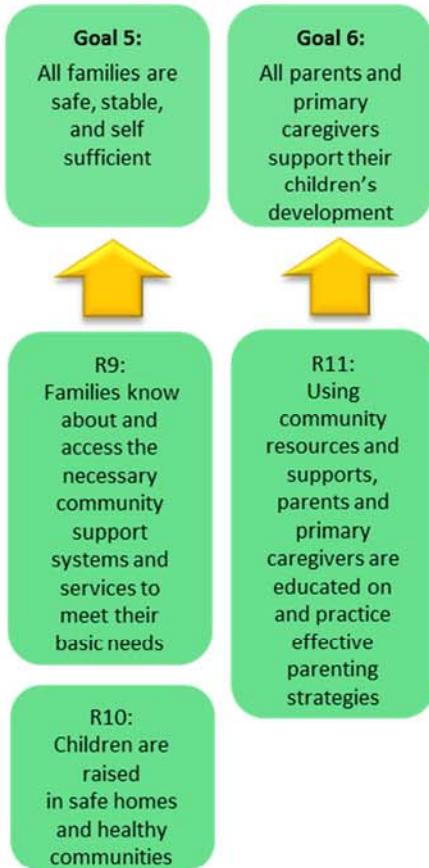 Goal 5:
All families are
safe, stable,
and self
sufficient
Goal 6:
All parents and
primary
caregivers
support their
children’s
development
R9:
Families know
about and
access the
necessary
community
support
systems and
services to
meet their
basic needs
R10:
Children are
raised
in safe homes
and healthy
communities
R11:
Using
community
resources and
supports,
parents and
primary
caregivers are
educated on
and practice
effective
parenting
strategies